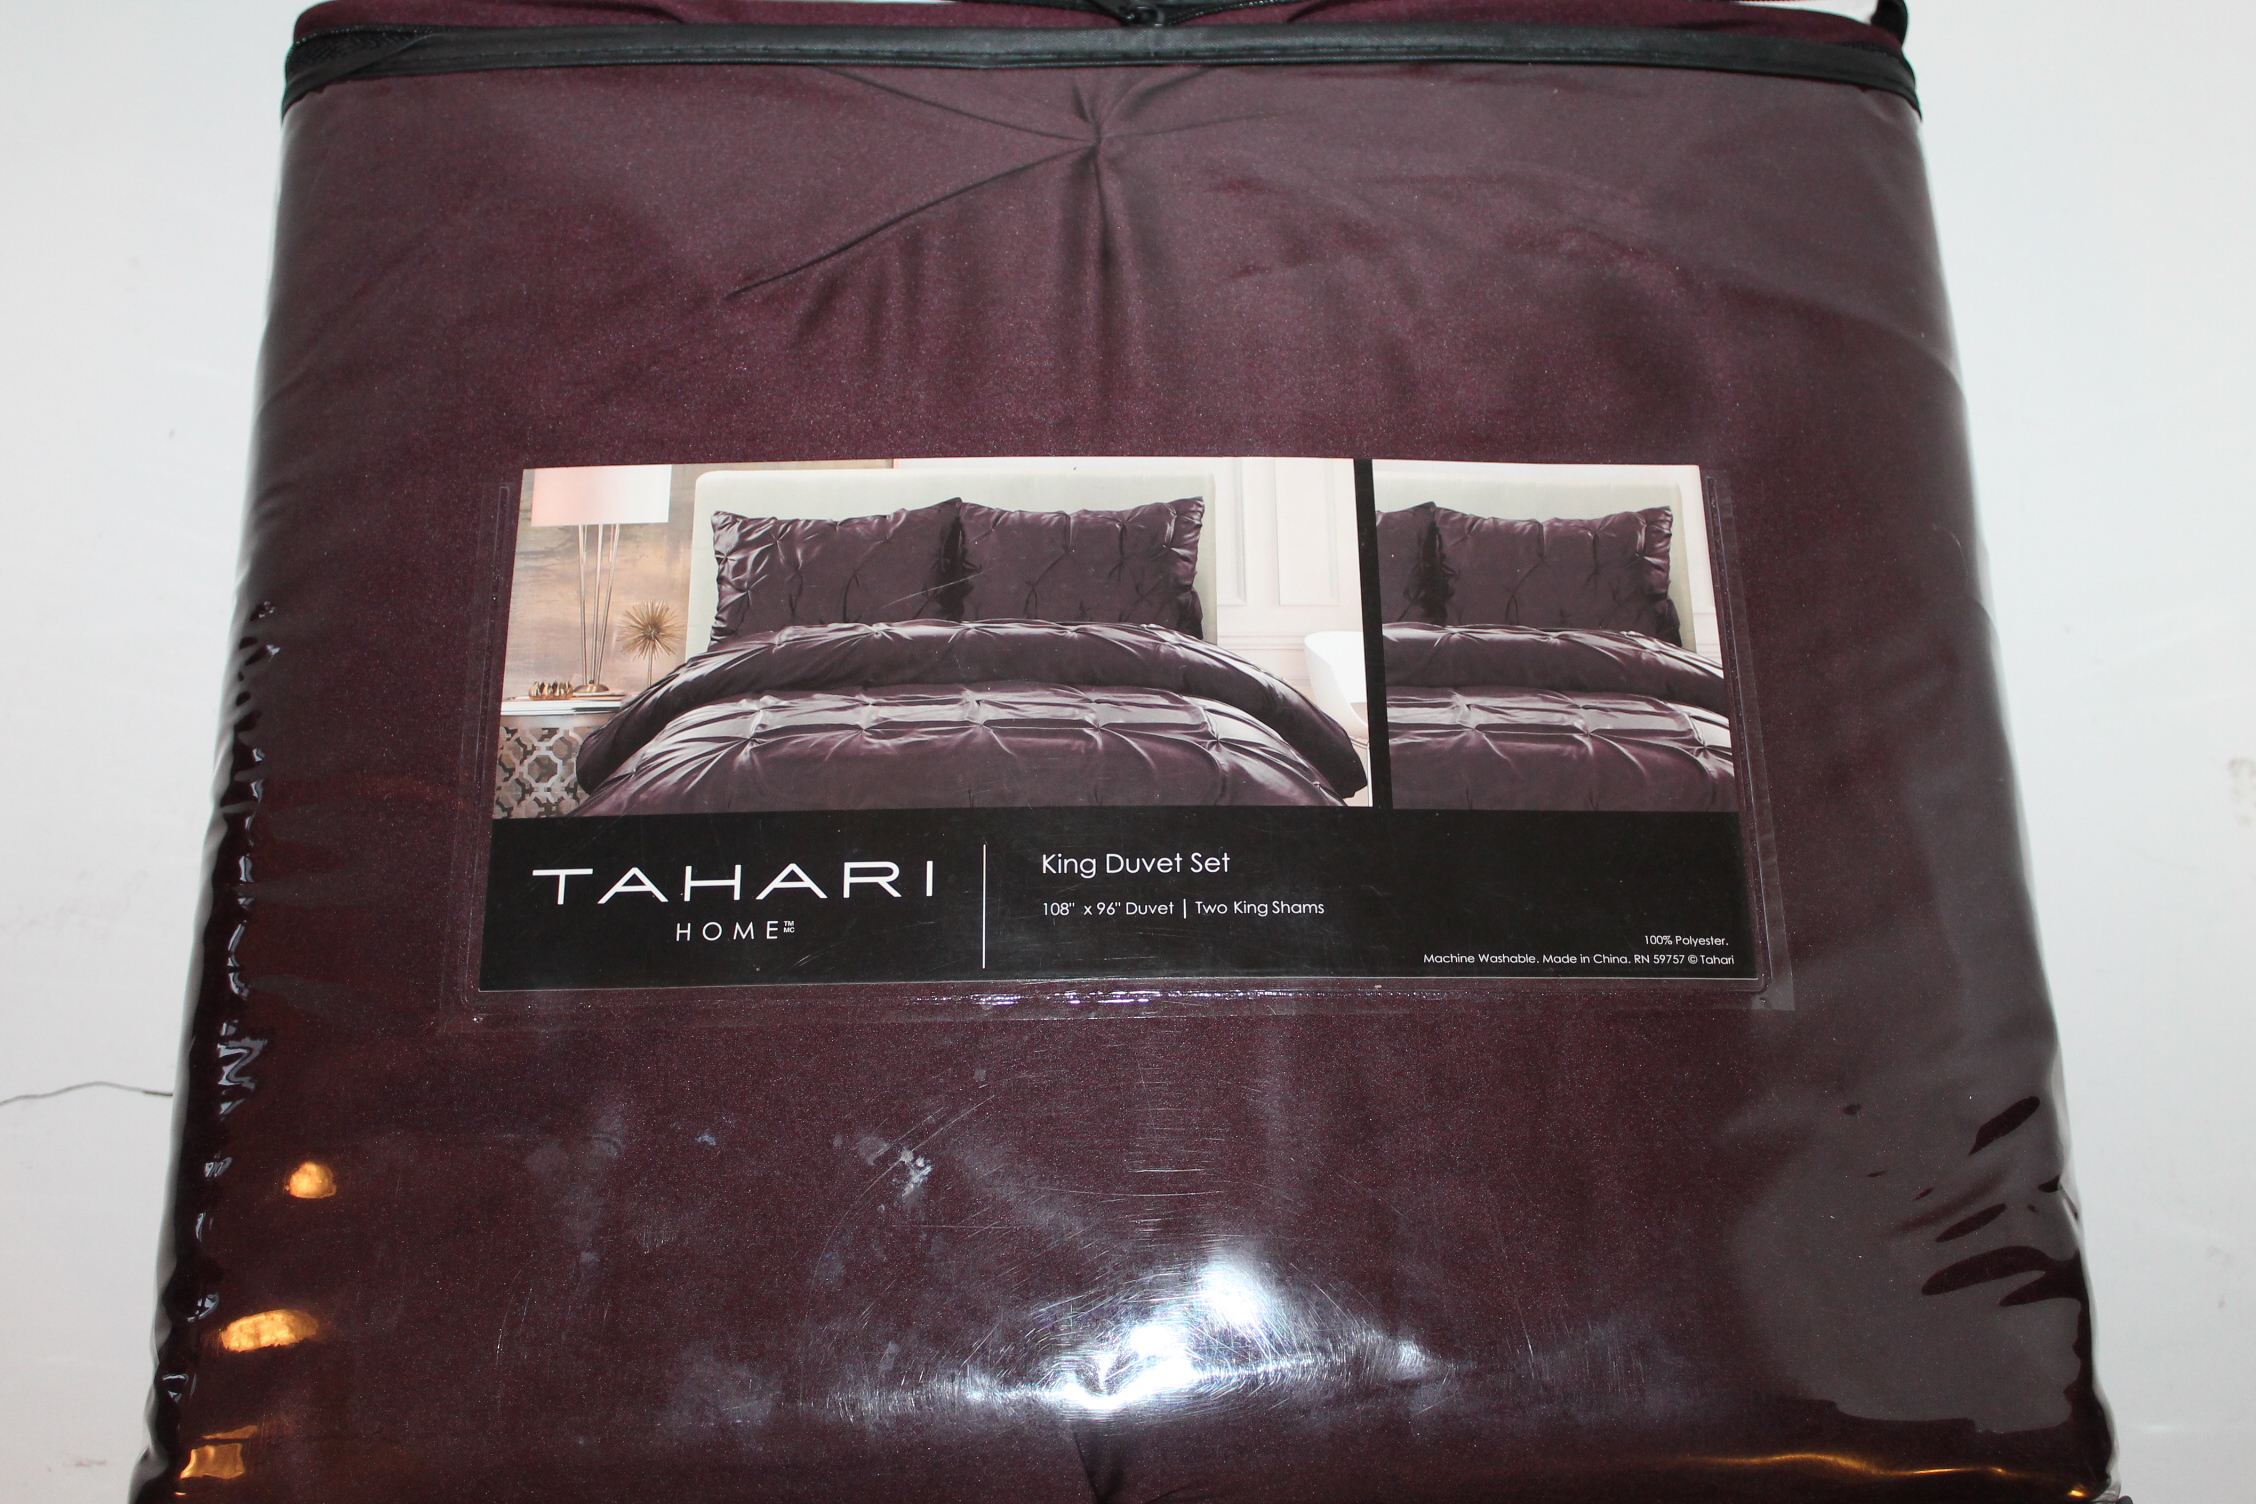 TAHARI
HOME™ MC
King Duvet Set
108" x 96" Duvet | Two King Shams
100% Polyester.
Machine Washable. Made in China. RN 59757 © Tahari